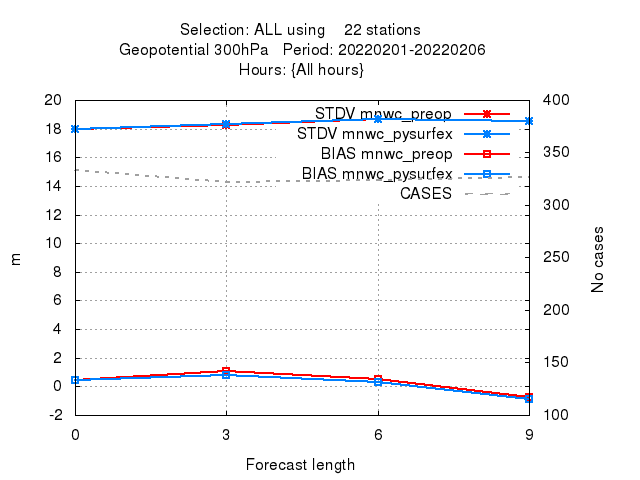 Selection: ALL using    22 stations
Geopotential 300hPa   Period: 20220201-20220206
Hours: {All hours}
20 400
STDV mnwc_preop
18
STDV mnwc_pysurfex
16 350
BIAS mnwc_preop
BIAS mnwc_pysurfex
14 300
CASES
12
10 250
m
No cases
8
6 200
4
2 150
0
-2 100
0 3 6 9
Forecast length